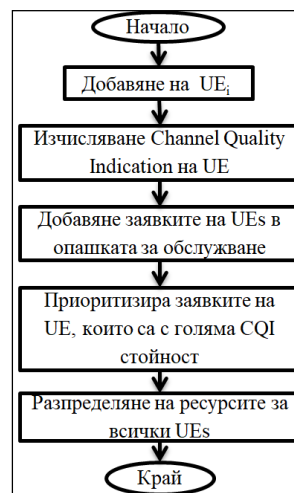 Начало
Добавяне на UEi
Изчисляване Channel Quality
Indication на UE
Добавяне заявките на UEs в
опашката за обслужване
Приоритизира заявките на
UE, които са с голяма CQI
стойност
Разпределяне на ресурсите за
всички UEs
Край